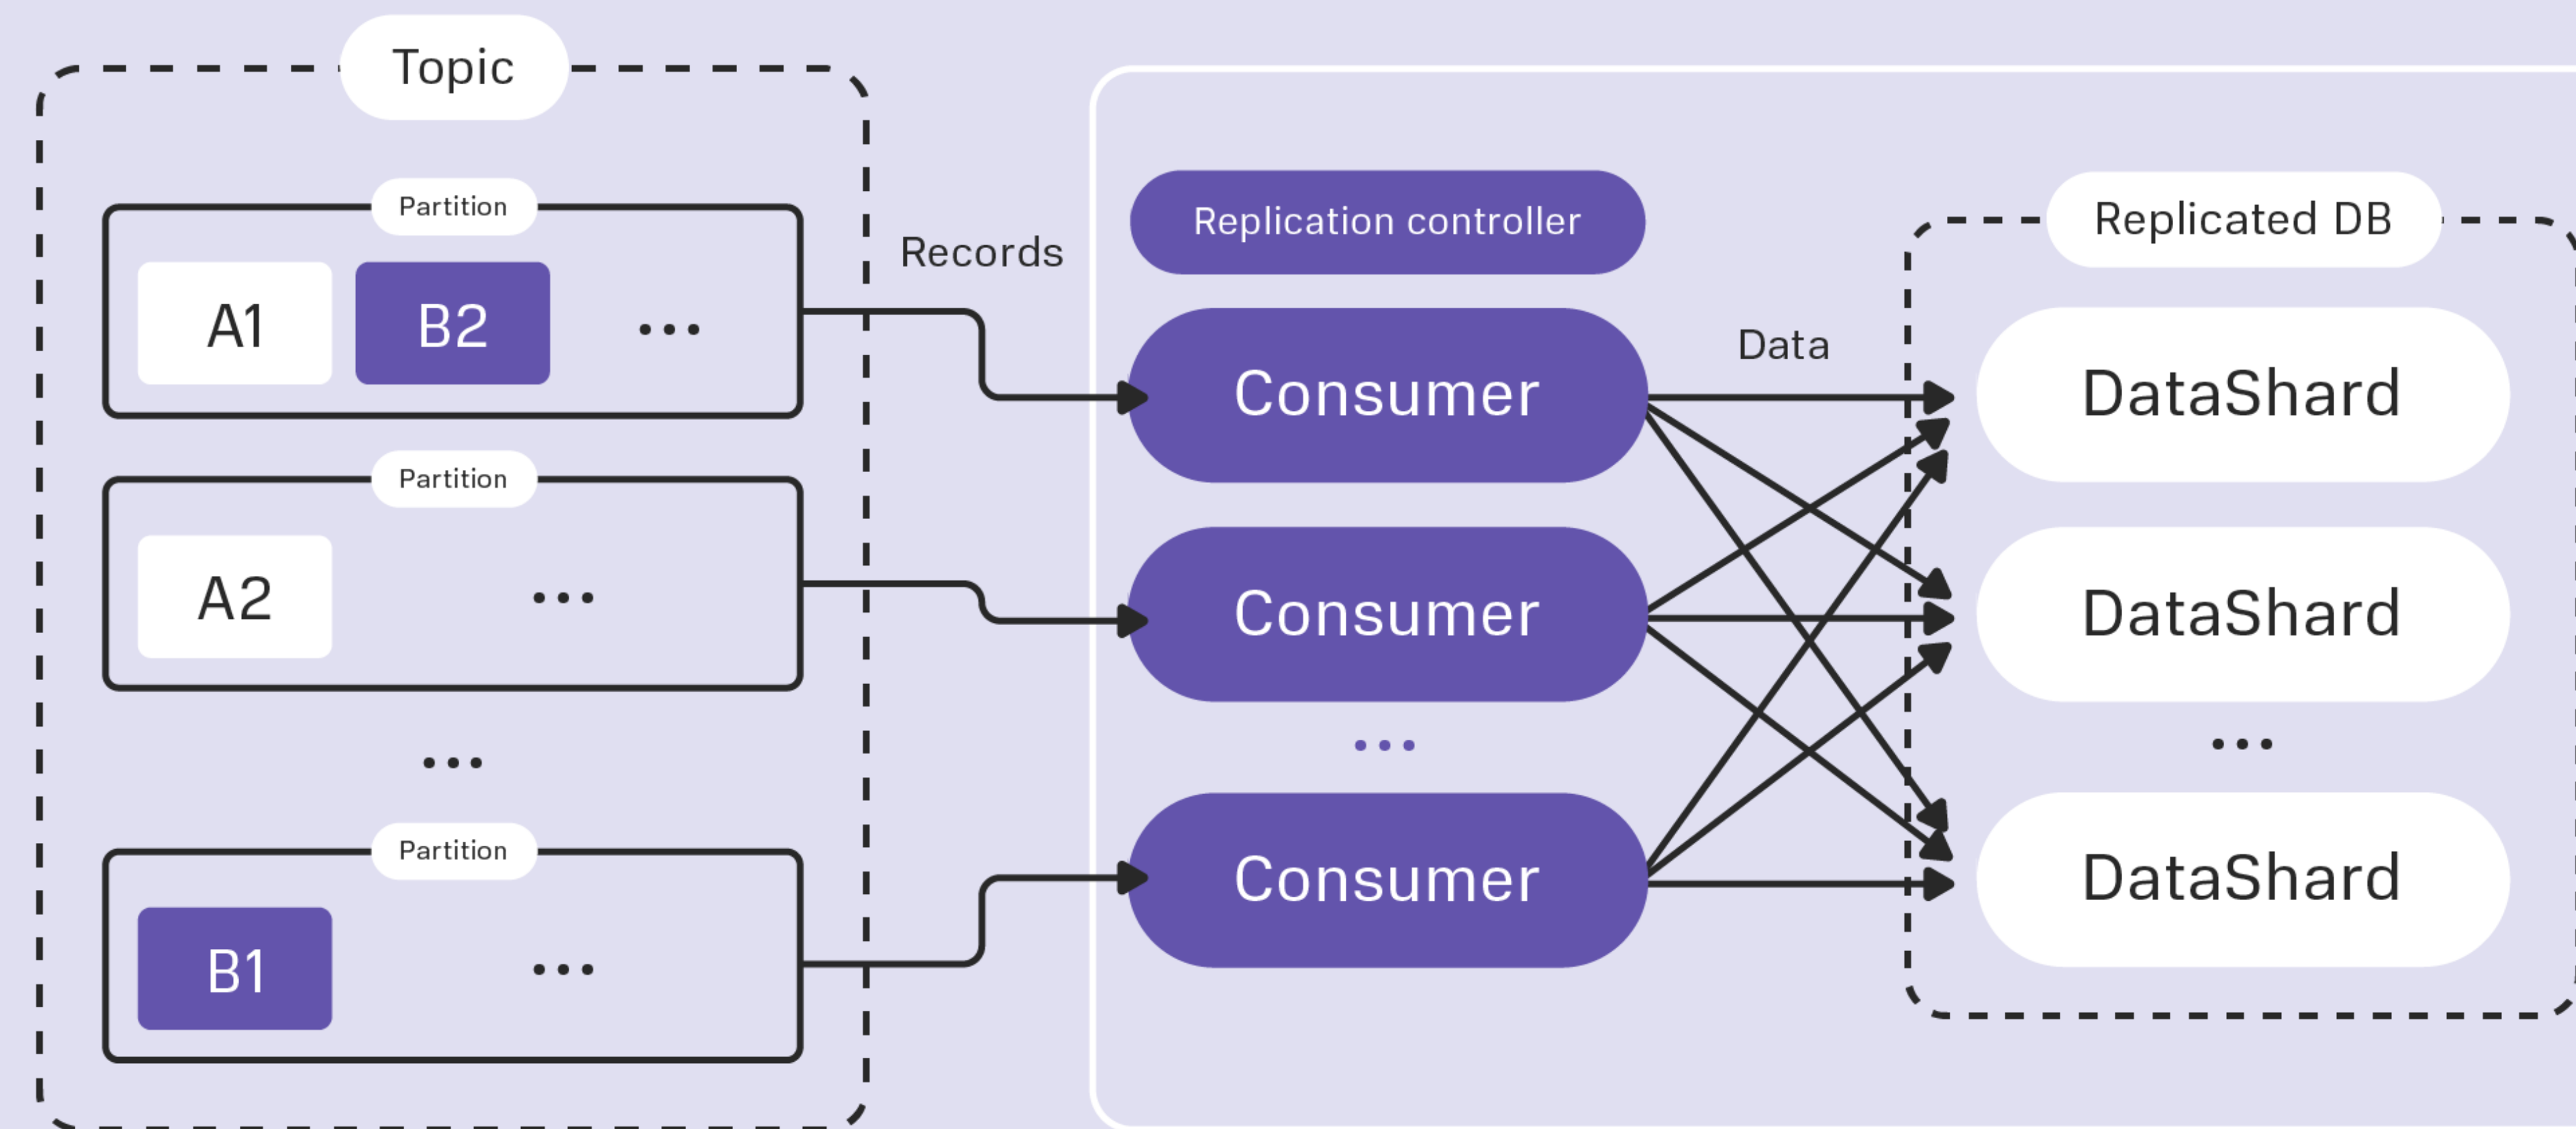 Topic
Partition
A1
B2
...
Partition
A2
...
...
Partition
B1
...
Records
Replication controller
Consumer
Consumer
...
Consumer
Data
Replicated DB
DataShard
DataShard
...
DataShard